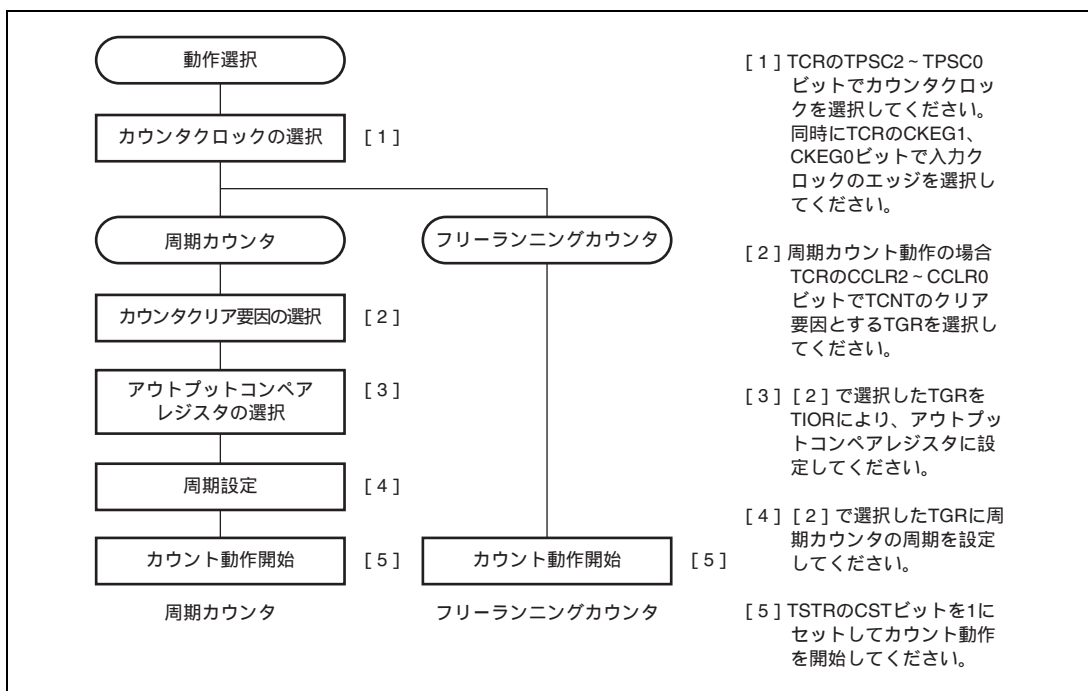 動作選択
カウンタクロックの選択 [1]
周期カウンタ
フリーランニングカウンタ
カウンタクリア要因の選択 [2]
アウトプットコンペア
レジスタの選択
[3]
周期設定 [4]
カウント動作開始 [5]
カウント動作開始 [5]
周期カウンタ
フリーランニングカウンタ
[1] TCRのTPSC2~TPSC0
ビットでカウンタクロッ
クを選択してください。
同時にTCRのCKEG1、
CKEG0ビットで入力ク
ロックのエッジを選択し
てください。
[2] 周期カウント動作の場合
TCRのCCLR2~CCLR0
ビットでTCNTのクリア
要因とするTGRを選択し
てください。
[3] [2]で選択したTGRを
TIORにより、アウトプッ
トコンペアレジスタに設
定してください。
[4] [2]で選択したTGRに周
期カウンタの周期を設定
してください。
[5] TSTRのCSTビットを1に
セットしてカウント動作
を開始してください。